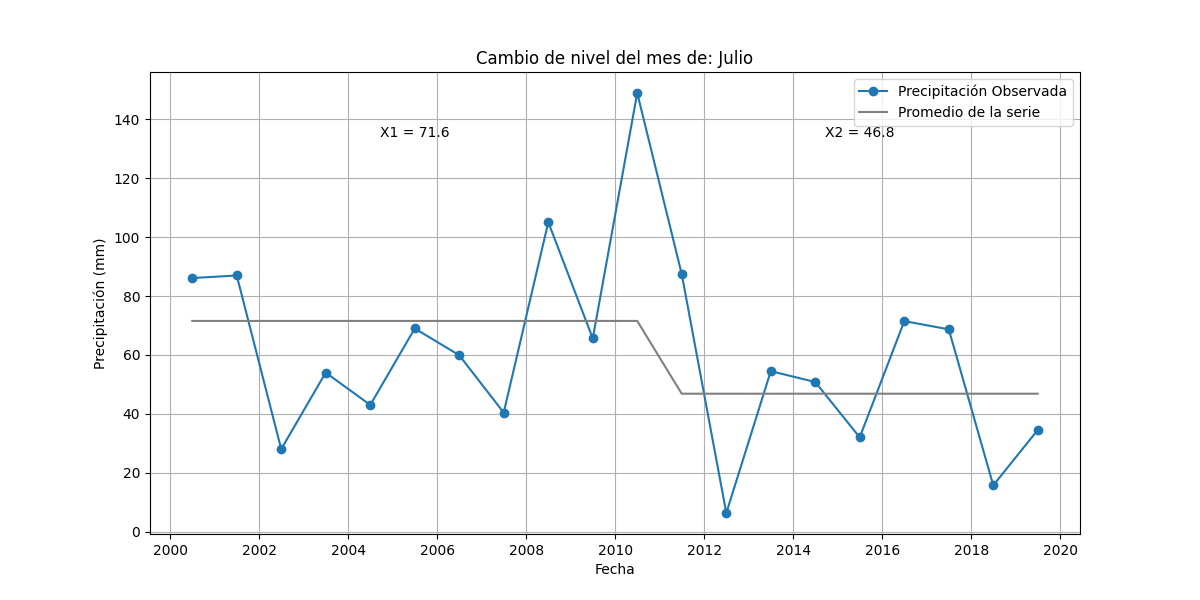 Cambio de nivel del mes de: Julio
Precipitación Observada
Promedio de la serie
X1 = 71.6
X2 = 46.8
Precipitación (mm)
140
120
100
80
60
40
20
0
2000 2002 2004 2006 2008 2010 2012 2014 2016 2018 2020
Fecha